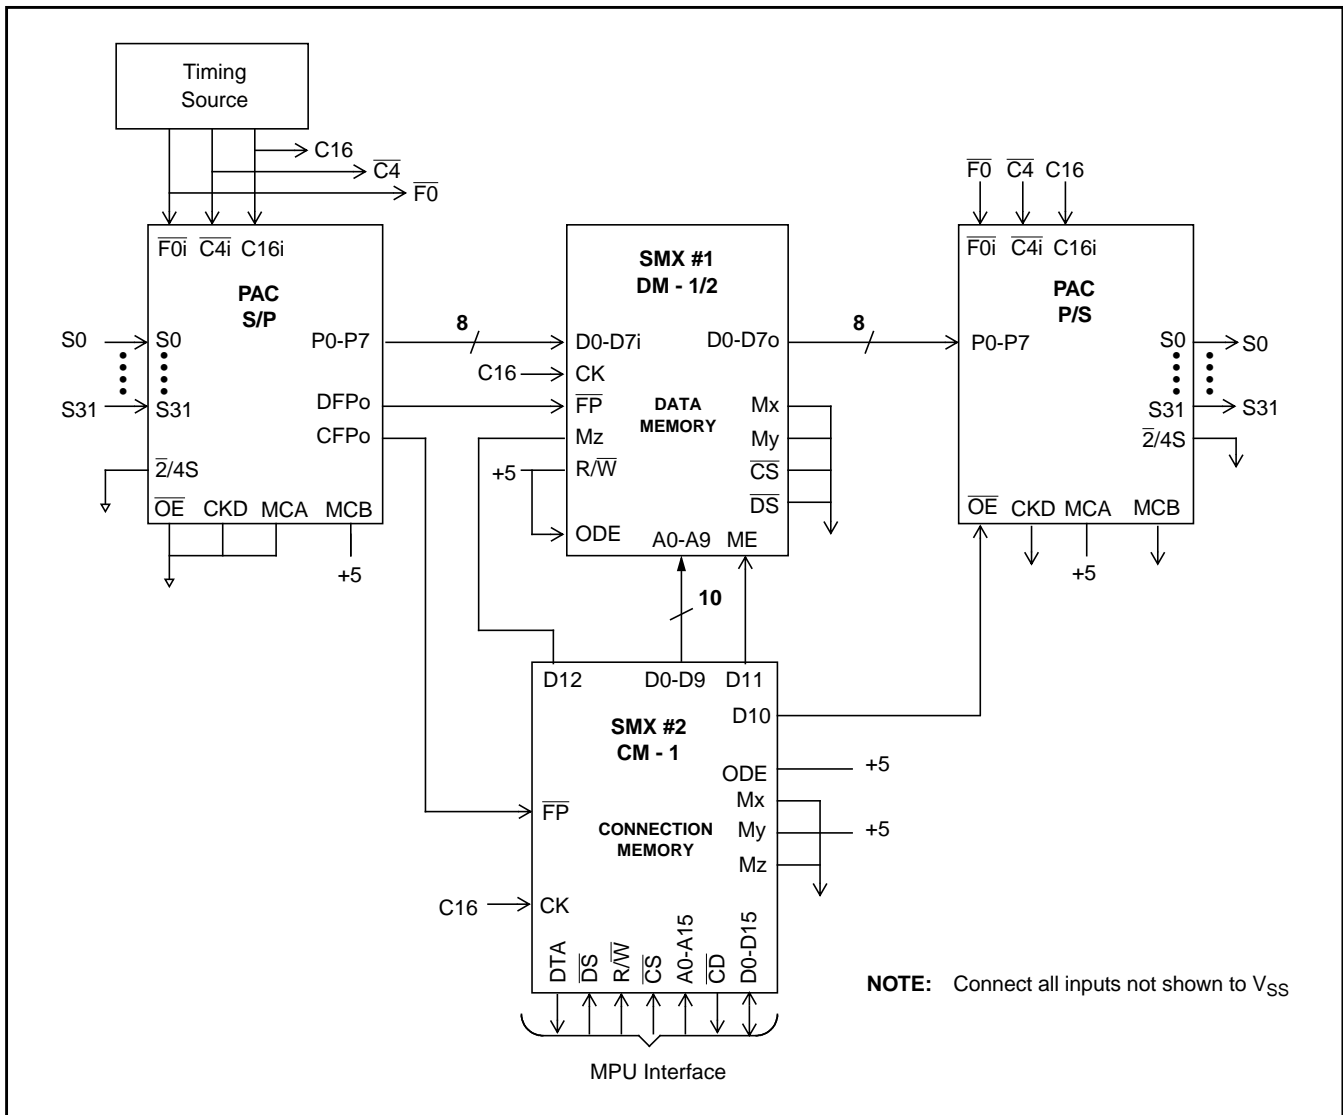 Timing
Source
C16
C4
F0
F0 C4 C16
F0i C4i C16i
PAC
S/P
S0
S0
P0-P7
8
S31
S31
DFPo
CFPo
2/4S
OE CKD MCA MCB
+5
SMX #1
DM - 1/2
D0-D7i
D0-D7o
8
C16
CK
FP
DATA
MEMORY
Mx
Mz
My
+5
R/W
CS
DS
ODE
A0-A9 ME
10
F0i C4i C16i
PAC
P/S
P0-P7
S0
S0
S31
S31
2/4S
OE CKD MCA MCB
+5
D12 D0-D9 D11
D10
SMX #2
CM - 1
ODE
+5
Mx
FP
CONNECTION
MEMORY
My
+5
Mz
C16
CK
DTA
DS
R/W
CS
A0-A15
CD
D0-D15
NOTE: Connect all inputs not shown to VSS
MPU Interface